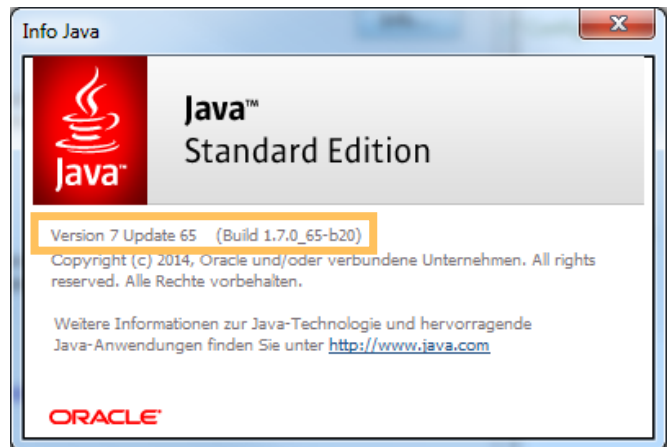 Info Java
Java™
Java™
Standard Edition
Version 7 Update 65 (Build 1.7.0_65-b20)
Copyright (c) 2014, Oracle und/oder verbundene Unternehmen. All rights
reserved. Alle Rechte vorbehalten.
Weitere Informationen zur Java-Technologie und hervorragende
Java-Anwendungen finden Sie unter http://www.java.com
ORACLE